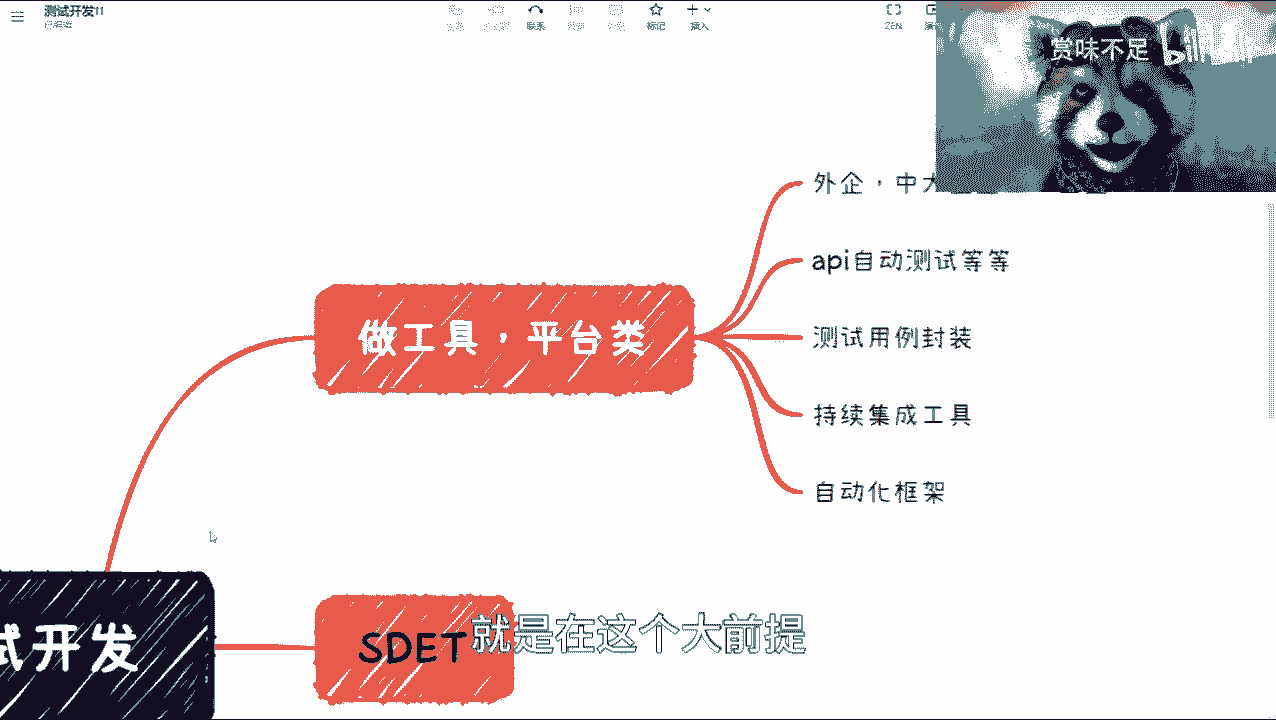 测试开发11
已编辑
联系
标记
插入
ZEN
赏味不足 bilibili
外企，中大
api自动测试等等
做工具，平台类
测试用例封装
持续集成工具
自动化框架
试开发
SDET
就是在这个大前提